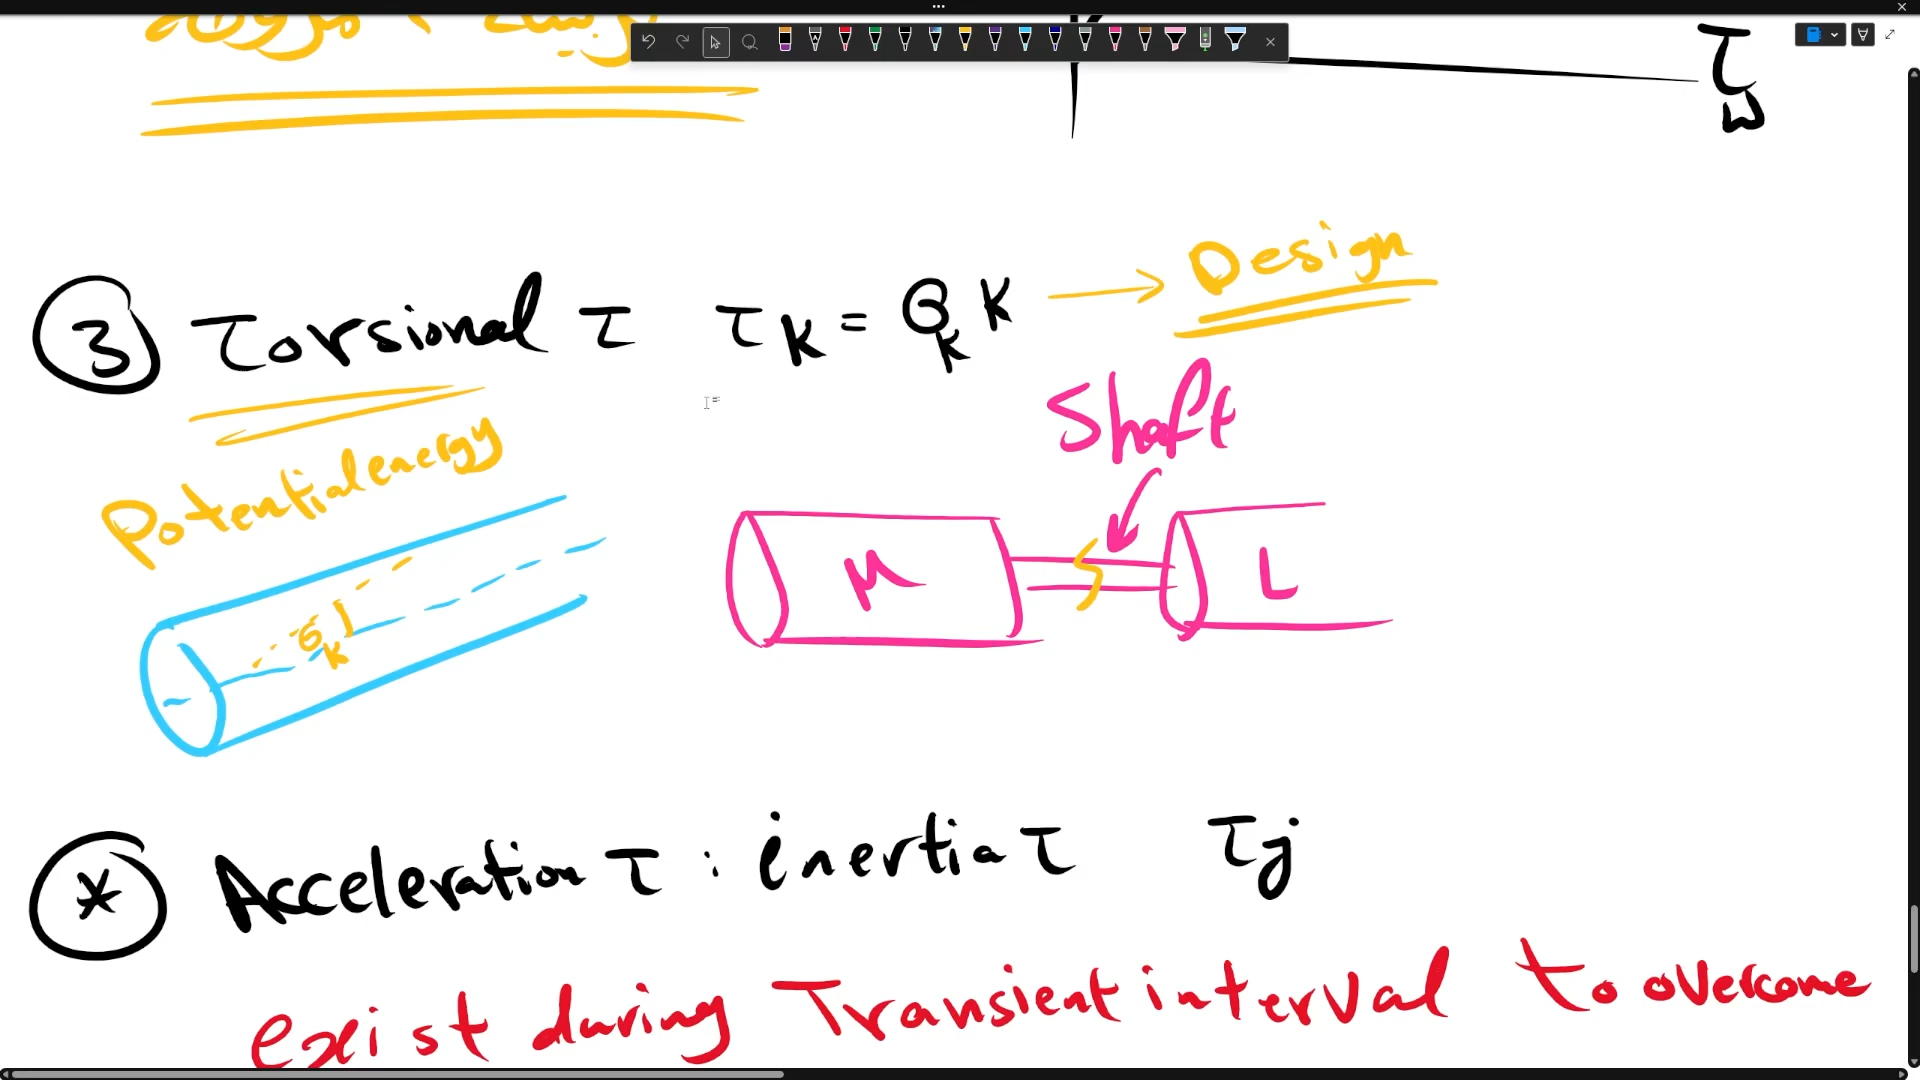 τ
ω
③ Torsional τ τK = θK K → Design
Potential energy
Shaft
θK
M
L
* Acceleration τ : inertia τ τj
exist during Transient interval to overcome